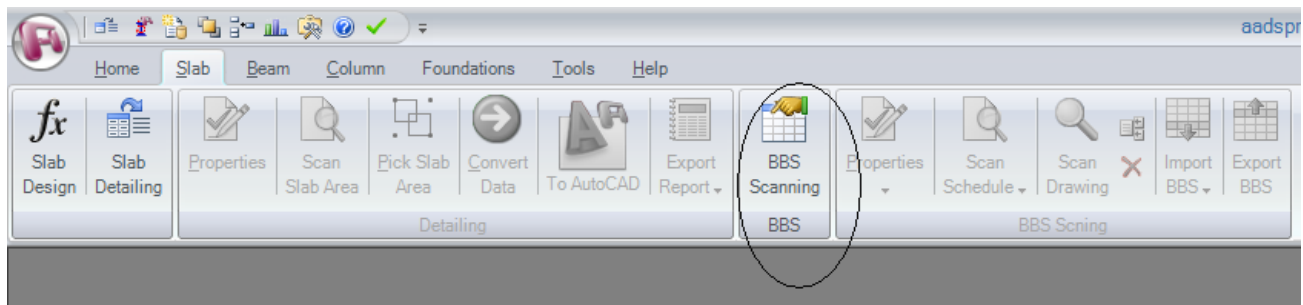 aadspr
Home Slab Beam Column Foundations Tools Help
fx
Slab Slab Properties Scan Pick Slab Convert To AutoCAD Export BBS Properties Scan Scan Import Export
Design Detailing Slab Area Area Data Report Scanning Schedule Drawing BBS BBS
Detailing BBS BBS Scning